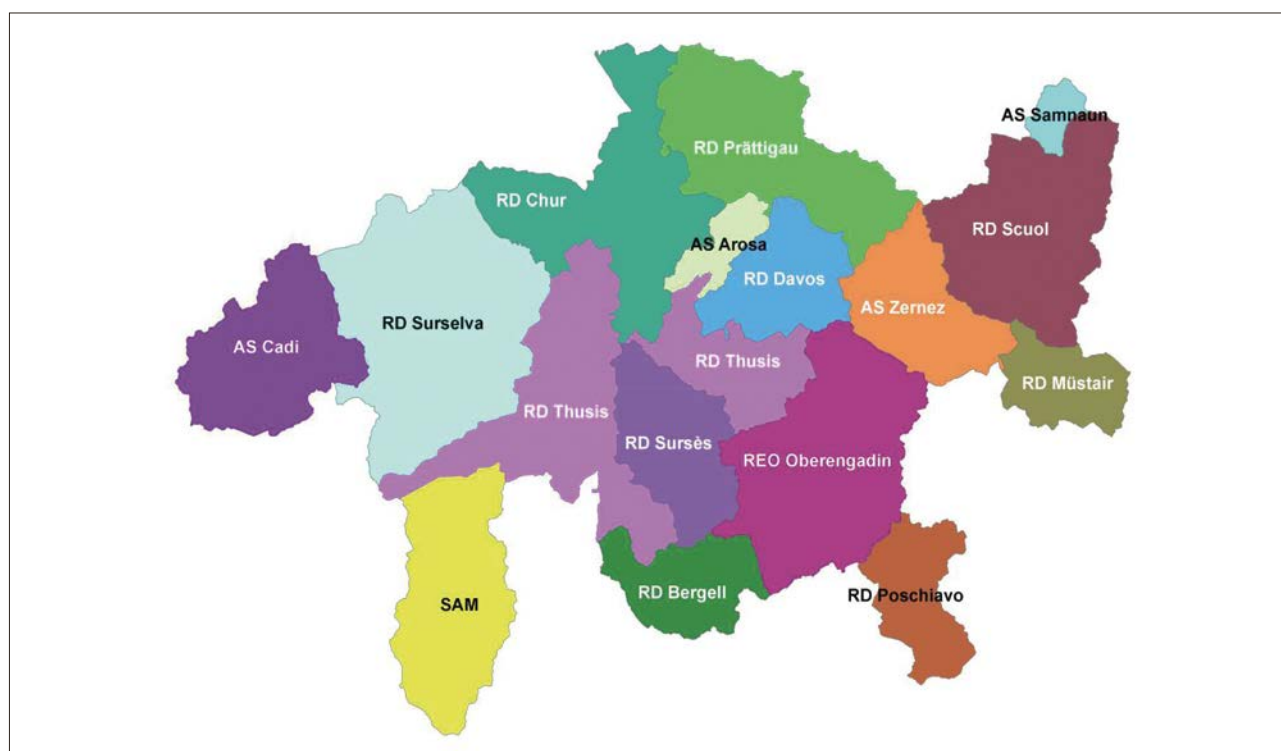 AS Samnaun
RD Prättigau
RD Chur
AS Arosa
RD Scuol
RD Davos
AS Zernez
RD Surselva
AS Cadi
RD Thusis
RD Müstair
RD Thusis
RD Sursès
REO Oberengadin
RD Bergell
RD Poschiavo
SAM